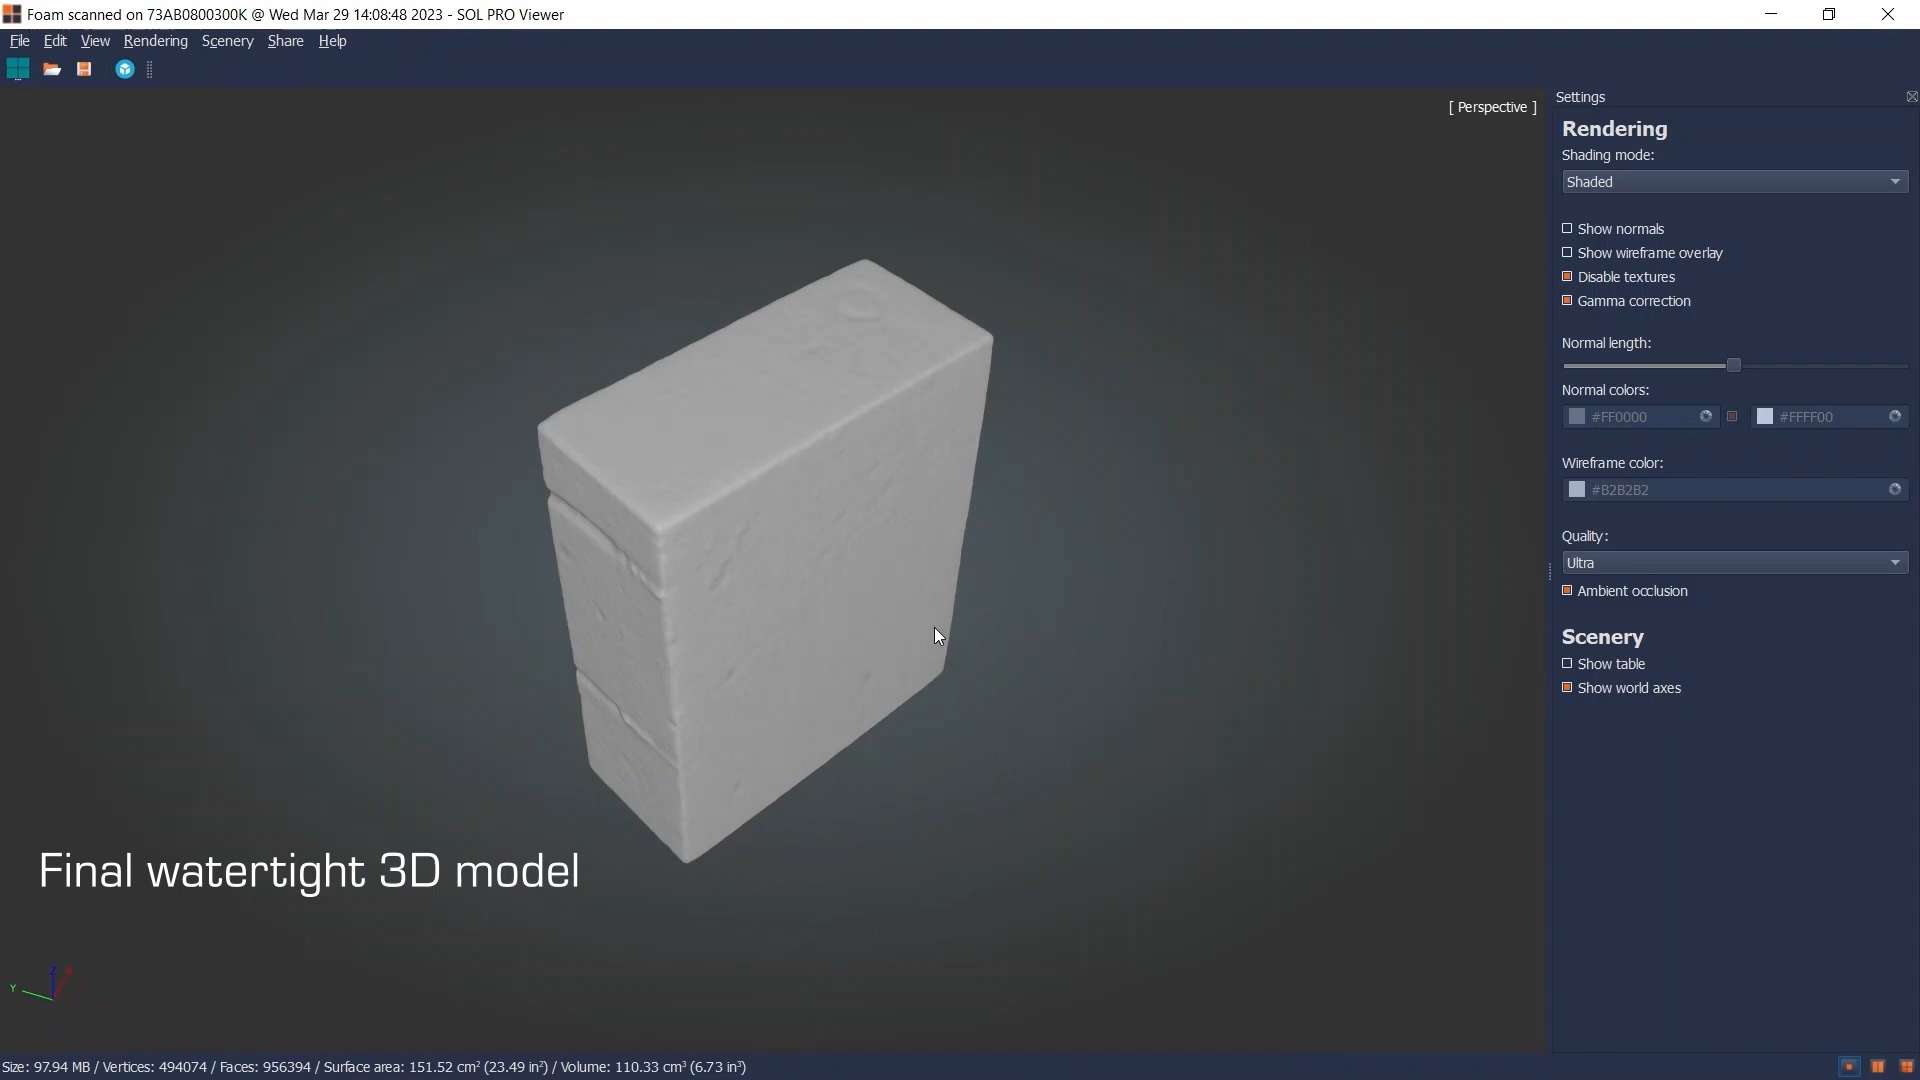 Foam scanned on 73AB0800300K @ Wed Mar 29 14:08:48 2023 - SOL PRO Viewer
File Edit View Rendering Scenery Share Help
[ Perspective ]
Settings
Rendering
Shading mode:
Shaded
Show normals
Show wireframe overlay
Disable textures
Gamma correction
Normal length:
Normal colors:
#FF0000 #FFFF00
Wireframe color:
#B2B2B2
Quality:
Ultra
Ambient occlusion
Scenery
Show table
Show world axes
Final watertight 3D model
Z
Y
Size: 97.94 MB / Vertices: 494074 / Faces: 956394 / Surface area: 151.52 cm² (23.49 in²) / Volume: 110.33 cm³ (6.73 in³)